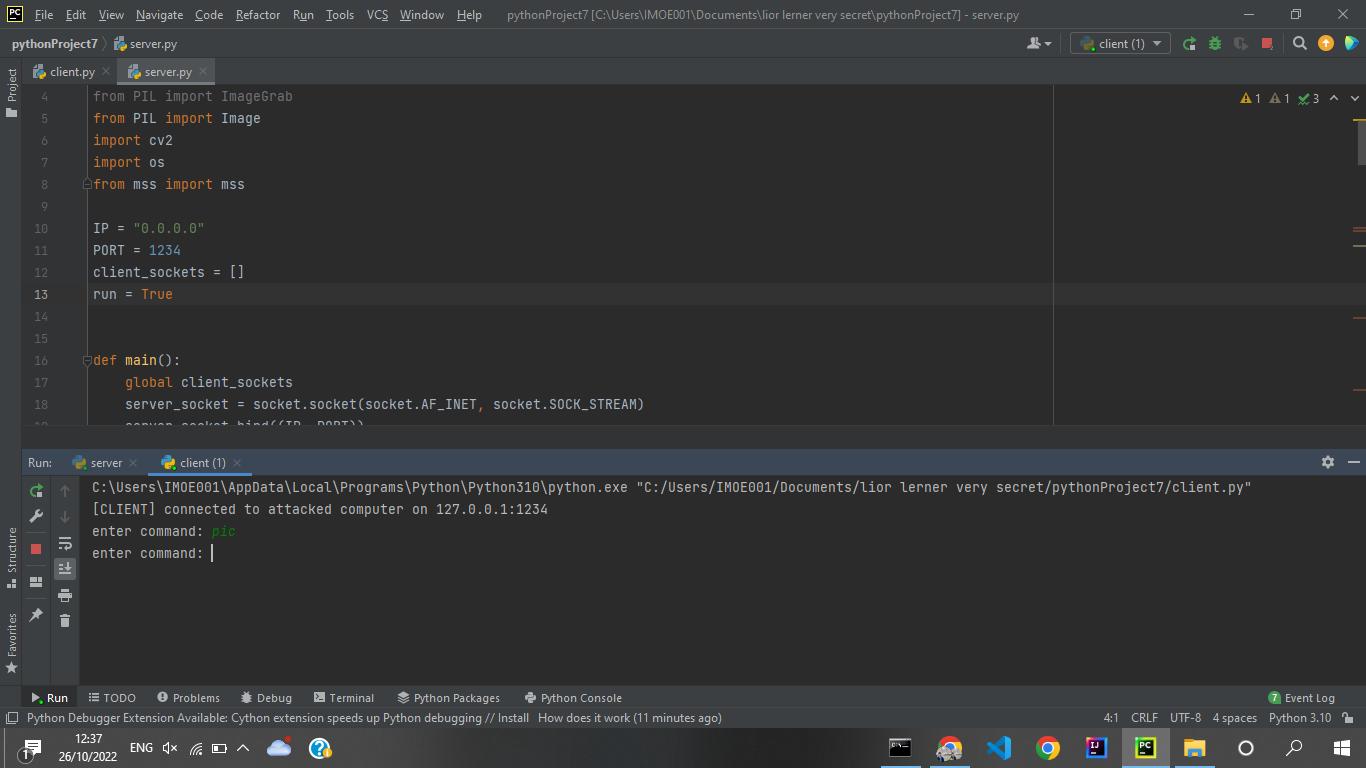 PC File Edit View Navigate Code Refactor Run Tools VCS Window Help pythonProject7 [C:\Users\IMOE001\Documents\lior lerner very secret\pythonProject7] - server.py
pythonProject7 server.py client (1)
Project client.py server.py
4 from PIL import ImageGrab 1 1 3
5 from PIL import Image
6 import cv2
7 import os
8 from mss import mss
9
10 IP = "0.0.0.0"
11 PORT = 1234
12 client_sockets = []
13 run = True
14
15
16 def main():
17 global client_sockets
18 server_socket = socket.socket(socket.AF_INET, socket.SOCK_STREAM)
19 server_socket.bind((IP, PORT))
Run: server client (1)
C:\Users\IMOE001\AppData\Local\Programs\Python\Python310\python.exe "C:/Users/IMOE001/Documents/lior lerner very secret/pythonProject7/client.py"
[CLIENT] connected to attacked computer on 127.0.0.1:1234
enter command: pic
enter command:
Structure
Favorites
Run TODO Problems Debug Terminal Python Packages Python Console 7 Event Log
Python Debugger Extension Available: Cython extension speeds up Python debugging // Install How does it work (11 minutes ago) 4:1 CRLF UTF-8 4 spaces Python 3.10
1 12:37 ENG IJ PC
26/10/2022